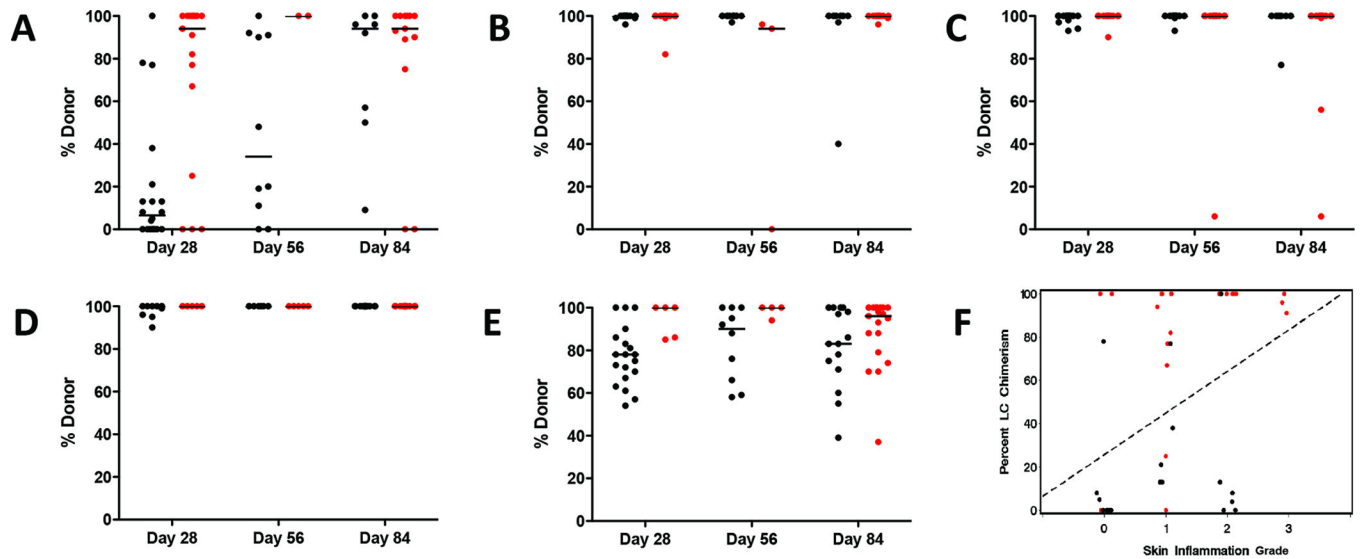 A
% Donor
100
80
60
40
20
0
Day 28 Day 56 Day 84
B
% Donor
100
80
60
40
20
0
Day 28 Day 56 Day 84
C
% Donor
100
80
60
40
20
0
Day 28 Day 56 Day 84
D
% Donor
100
80
60
40
20
0
Day 28 Day 56 Day 84
E
% Donor
100
80
60
40
20
0
Day 28 Day 56 Day 84
F
Percent LC Chimerism
100
80
60
40
20
0
0 1 2 3
Skin Inflammation Grade